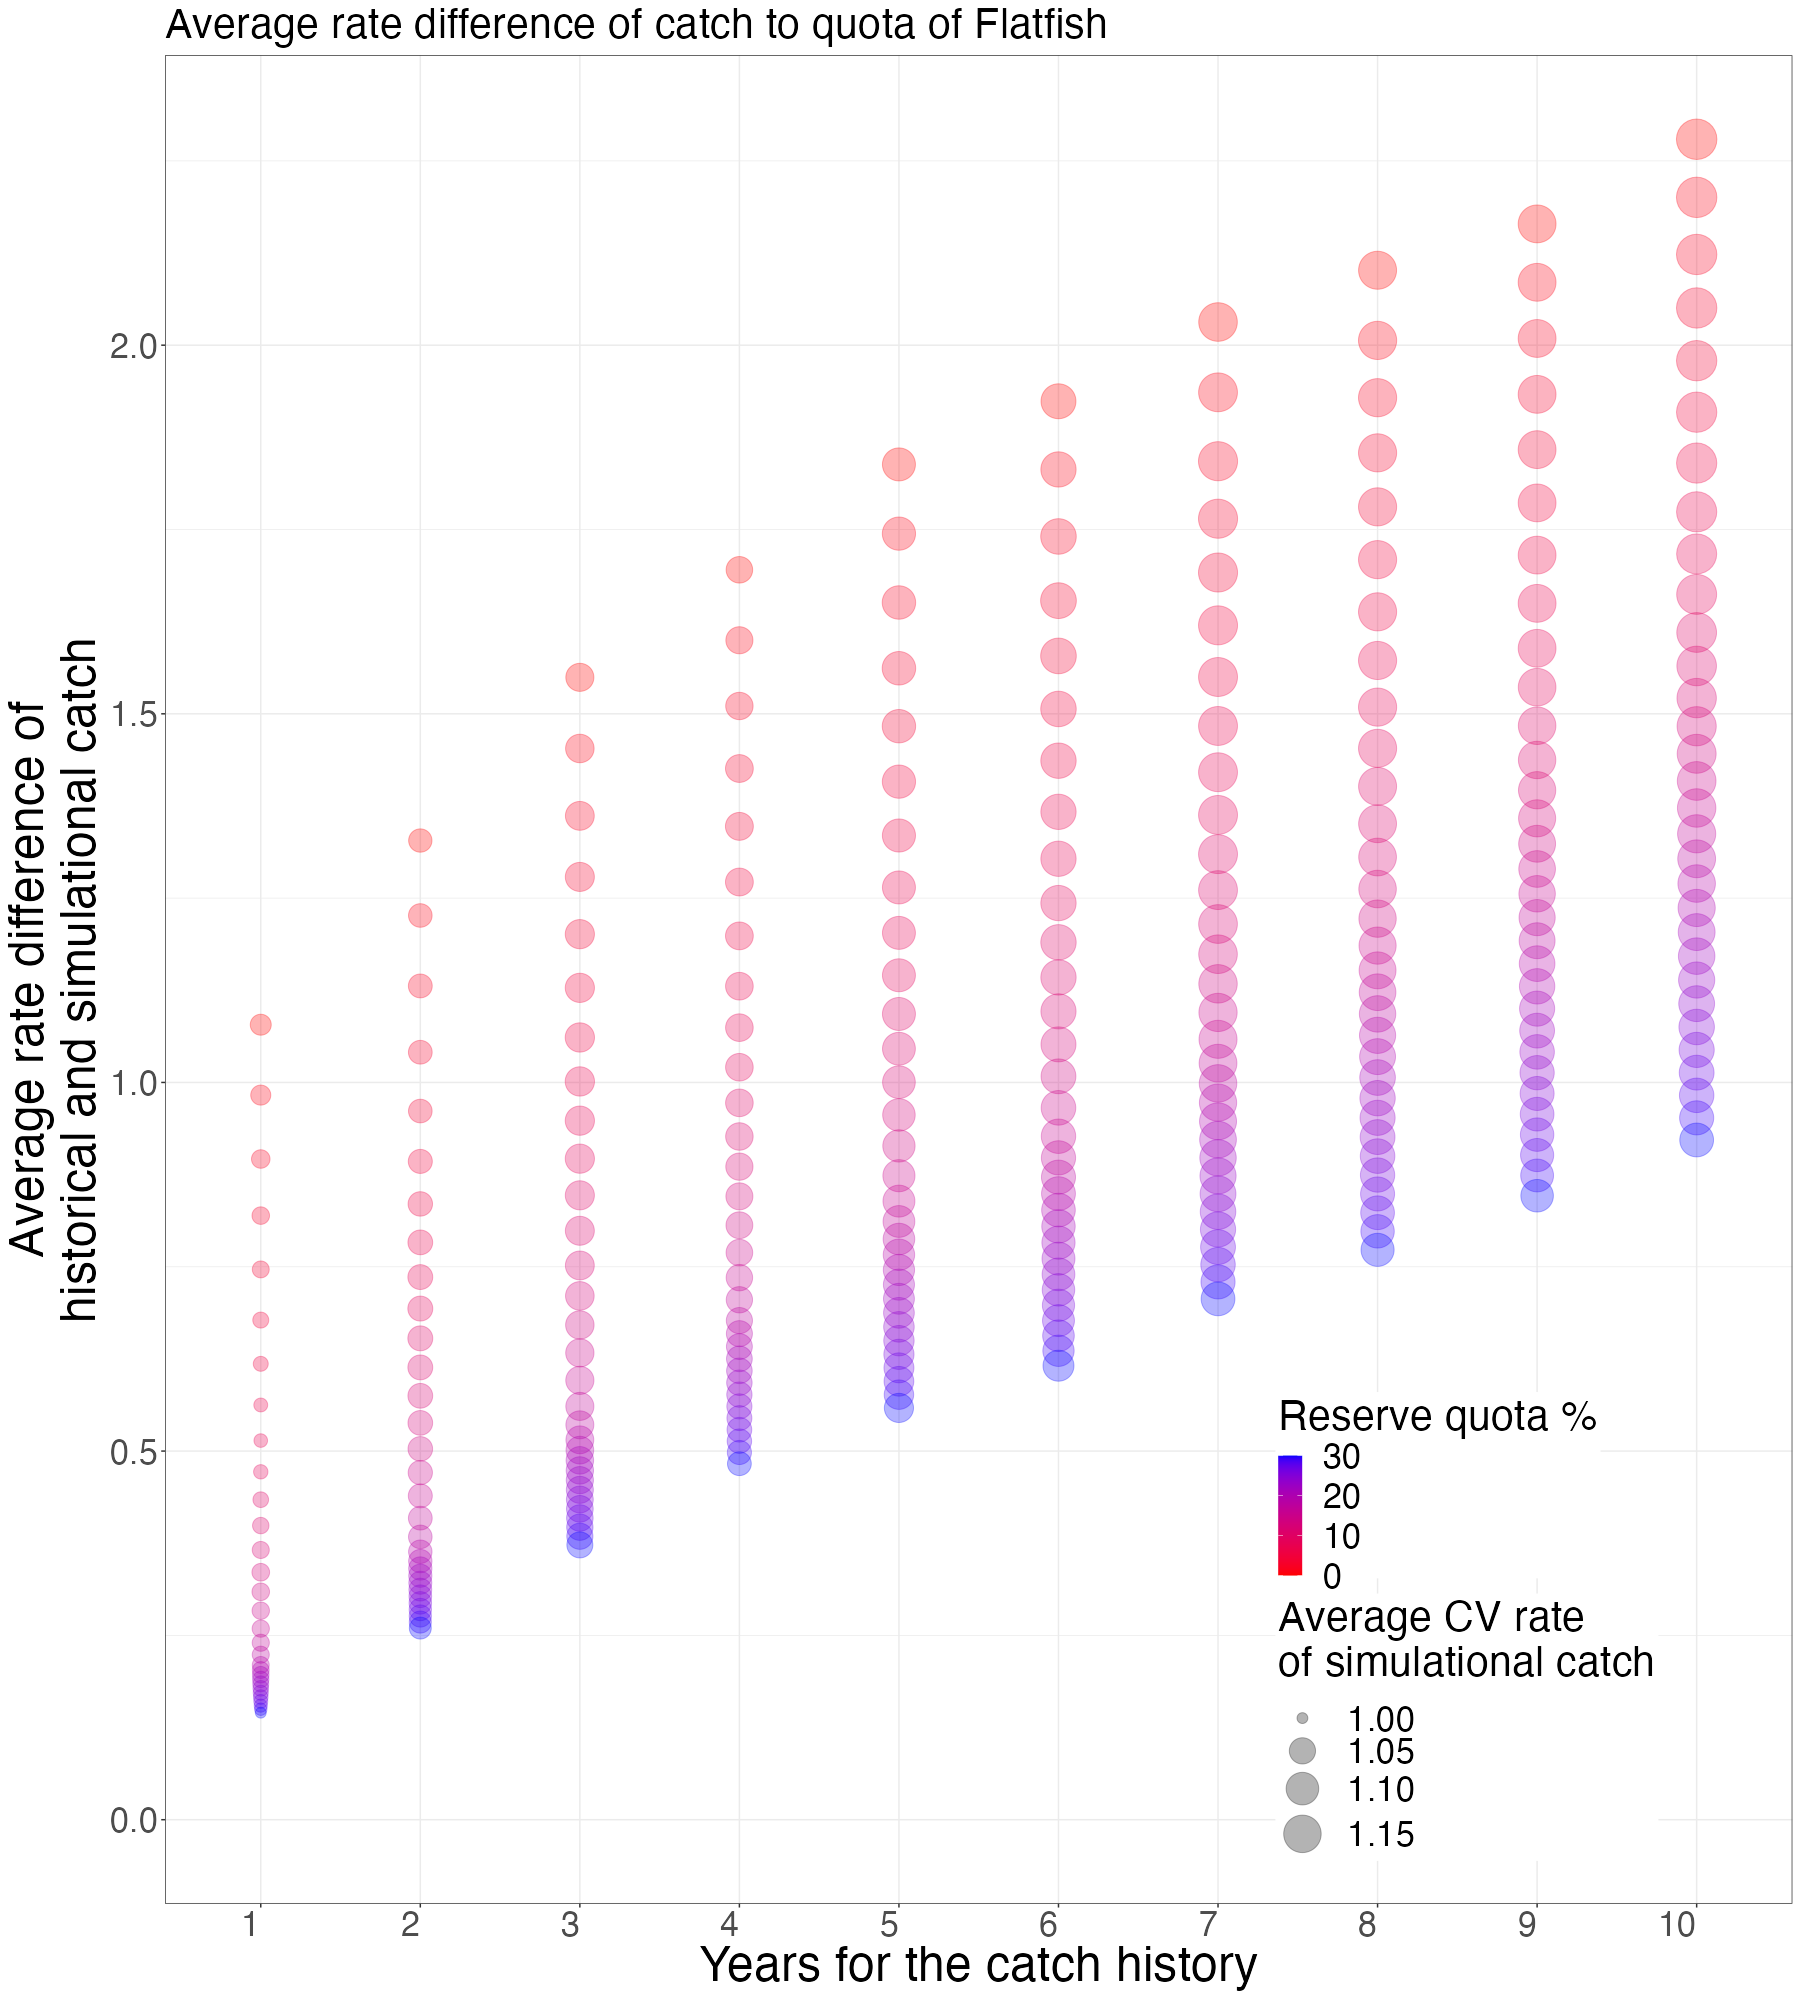 Average rate difference of catch to quota of Flatfish
Average rate difference of
historical and simulational catch
2.0
1.5
1.0
0.5
0.0
Reserve quota %
30
20
10
0
Average CV rate
of simulational catch
1.00
1.05
1.10
1.15
1 2 3 4 5 6 7 8 9 10
Years for the catch history